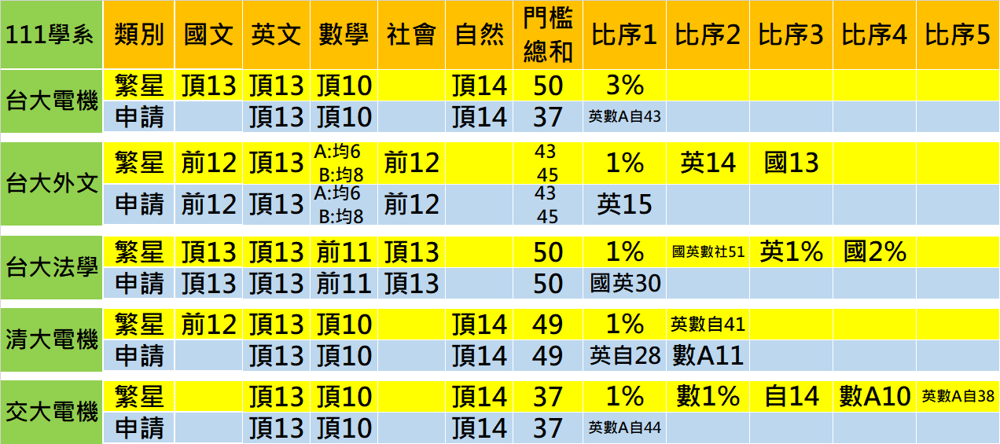 111學系 類別 國文 英文 數學 社會 自然 門檻總和 比序1 比序2 比序3 比序4 比序5
台大電機
繁星 頂13 頂13 頂10 頂14 50 3%
申請 頂13 頂10 頂14 37 英數A自43
台大外文
繁星 前12 頂13 A:均6 B:均8 前12 43 45 1% 英14 國13
申請 前12 頂13 A:均6 B:均8 前12 43 45 英15
台大法學
繁星 頂13 頂13 前11 頂13 50 1% 國英數社51 英1% 國2%
申請 頂13 頂13 前11 頂13 50 國英30
清大電機
繁星 前12 頂13 頂10 頂14 49 1% 英數自41
申請 頂13 頂10 頂14 49 英自28 數A11
交大電機
繁星 頂13 頂10 頂14 37 1% 數1% 自14 數A10 英數A自38
申請 頂13 頂10 頂14 37 英數A自44